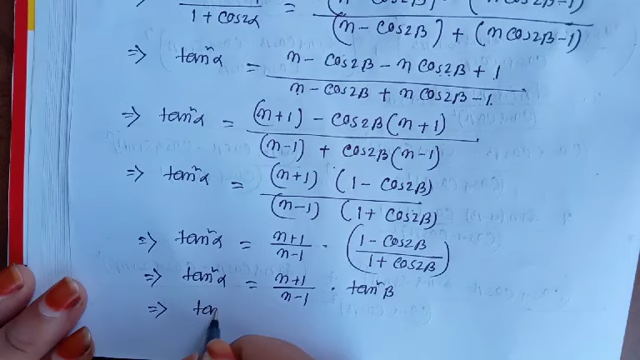 ⇒ 1 + cos2α = (n - cos2β) + (n cos2β-1)
⇒ tan²α = n - cos2β - n cos2β + 1 / n - cos2β + n cos2β - 1
⇒ tan²α = (n+1) - cos2β(n+1) / (n-1) + cos2β(n-1)
⇒ tan²α = (n+1) (1 - cos2β) / (n-1) (1 + cos2β)
⇒ tan²α = n+1 / n-1 · (1 - cos2β / 1 + cos2β)
⇒ tan²α = n+1 / n-1 · tan²β
⇒ tan